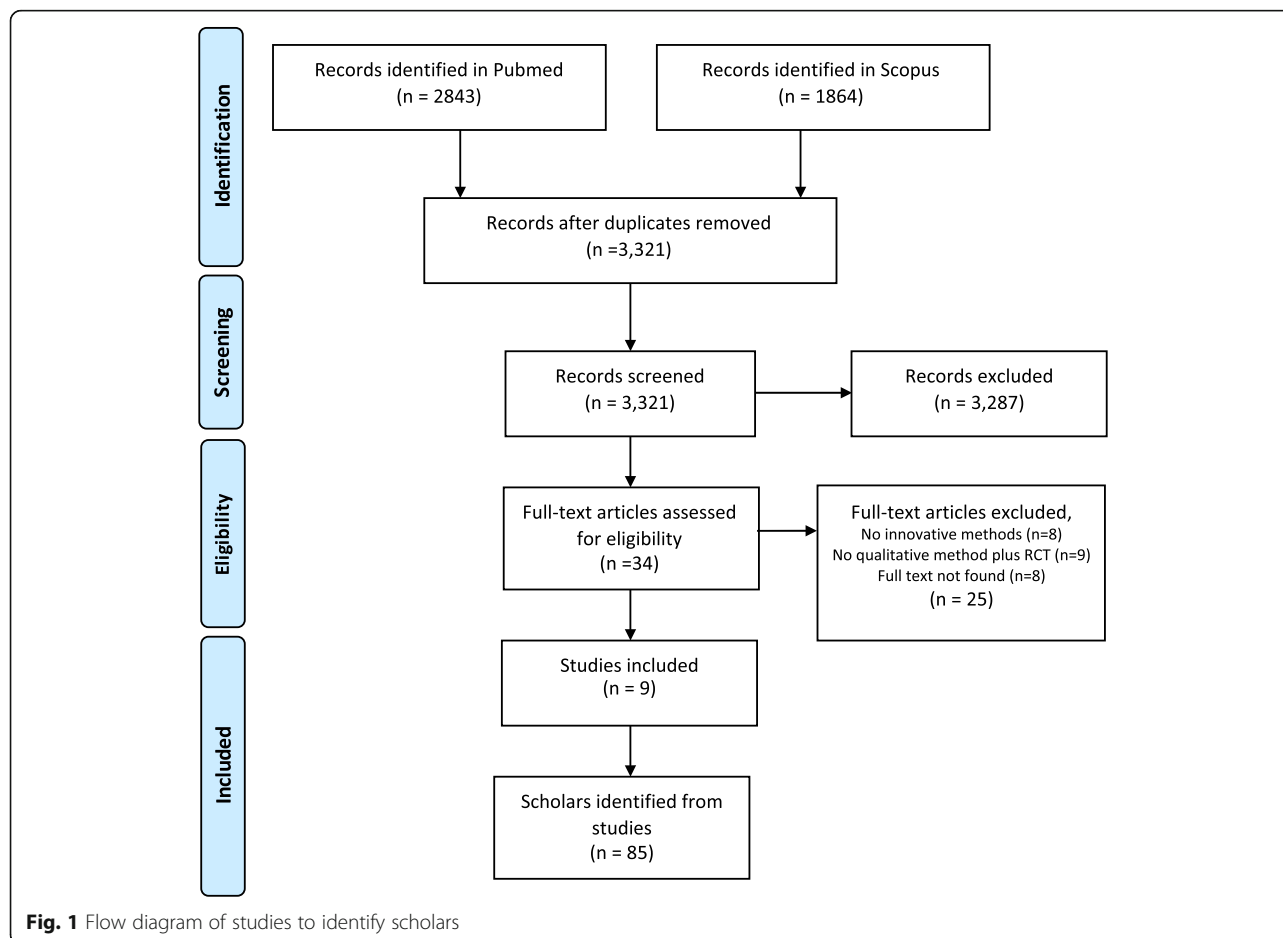 Identification
Records identified in Pubmed
(n = 2843)
Records identified in Scopus
(n = 1864)
Records after duplicates removed
(n =3,321)
Screening
Records screened
(n = 3,321)
Records excluded
(n = 3,287)
Eligibility
Full-text articles assessed
for eligibility
(n =34)
Full-text articles excluded,
No innovative methods (n=8)
No qualitative method plus RCT (n=9)
Full text not found (n=8)
(n = 25)
Included
Studies included
(n = 9)
Scholars identified from
studies
(n = 85)
Fig. 1 Flow diagram of studies to identify scholars